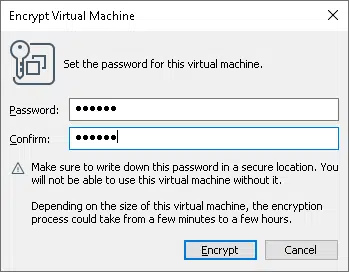 Encrypt Virtual Machine
Set the password for this virtual machine.
Password: ●●●●●●
Confirm: ●●●●●●
Make sure to write down this password in a secure location. You
will not be able to use this virtual machine without it.
Depending on the size of this virtual machine, the encryption
process could take from a few minutes to a few hours.
Encrypt Cancel